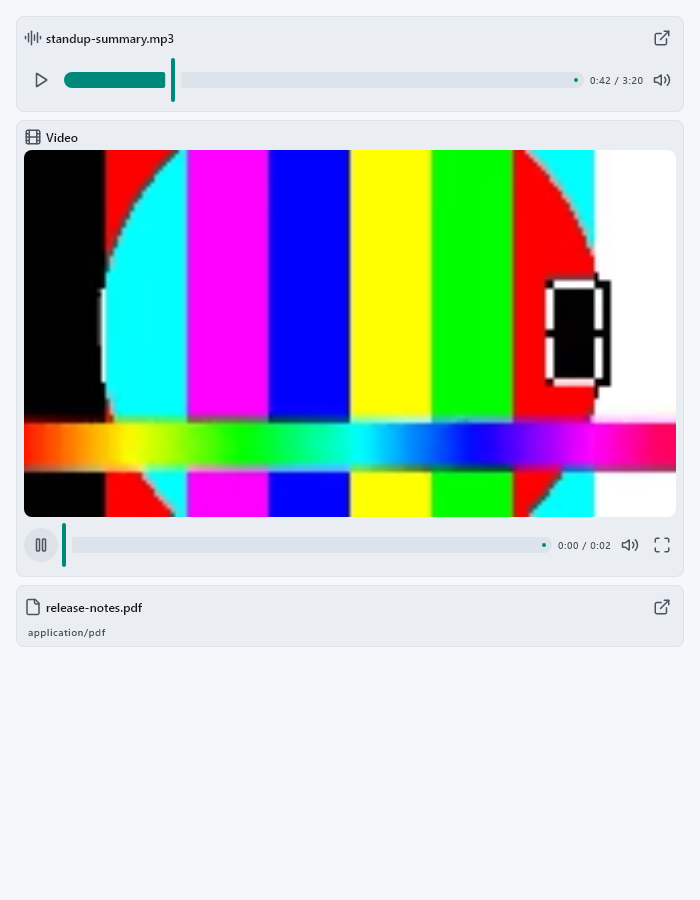 standup-summary.mp3
0:42 / 3:20
Video
0:00 / 0:02
release-notes.pdf
application/pdf